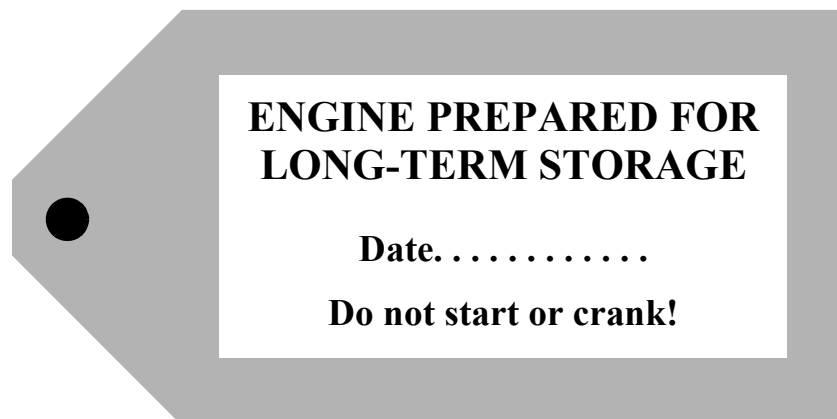 ENGINE PREPARED FOR
LONG-TERM STORAGE
Date. . . . . . . . . . . .
Do not start or crank!